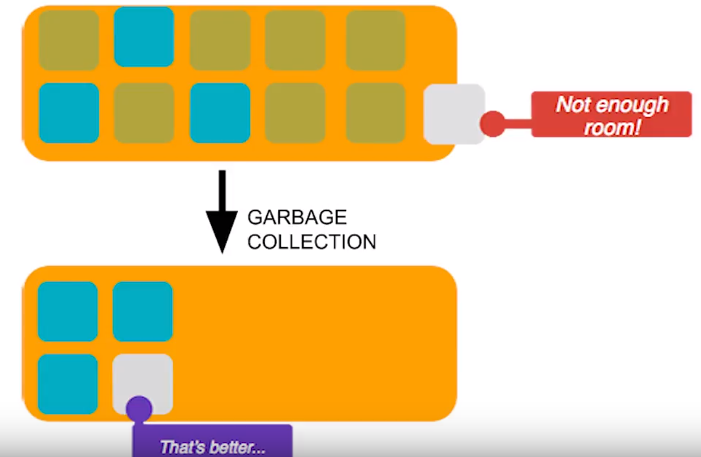 Not enough
room!
GARBAGE
COLLECTION
That's better...